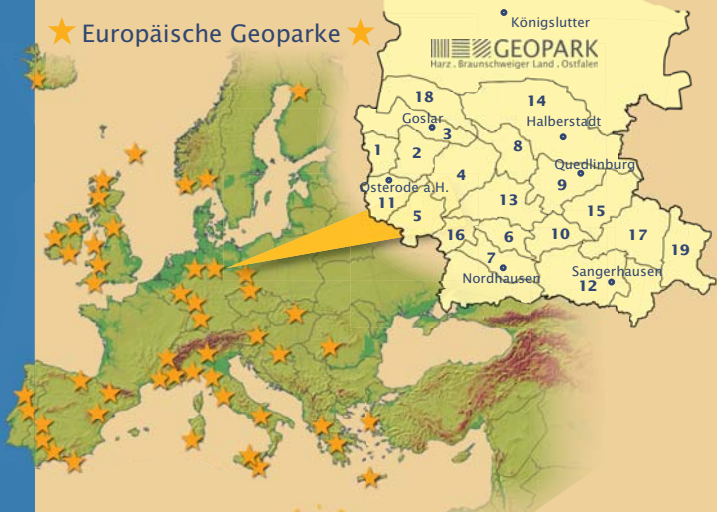 Europäische Geoparke
Königslutter
GEOPARK
Harz . Braunschweiger Land . Ostfalen
18
14
Goslar
3
Halberstadt
1
2
8
Quedlinburg
4
9
Osterode a.H.
11
13
5
15
16
6
10
17
19
7
Nordhausen
Sangerhausen
12